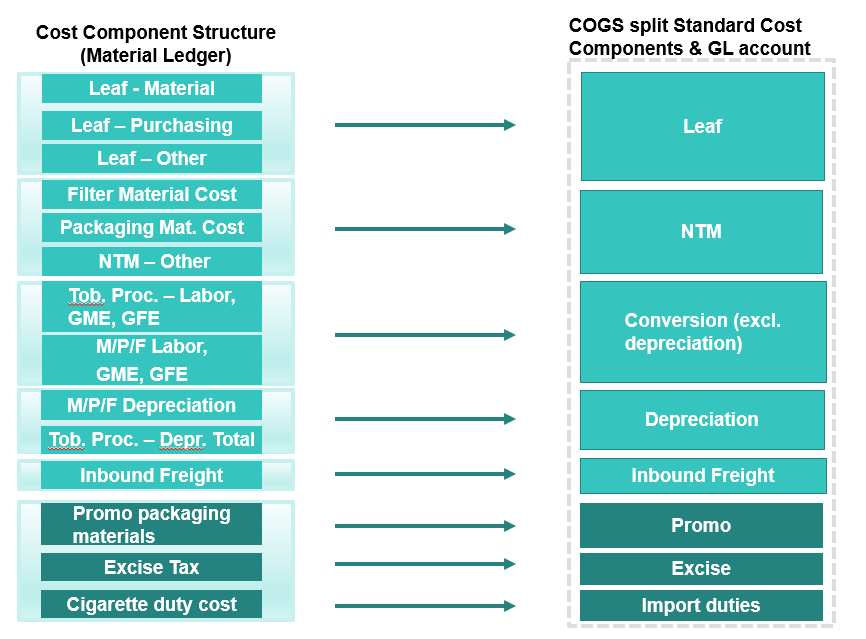 Cost Component Structure
(Material Ledger)
Leaf - Material
Leaf – Purchasing
Leaf – Other
Filter Material Cost
Packaging Mat. Cost
NTM – Other
Tob. Proc. – Labor,
GME, GFE
M/P/F Labor,
GME, GFE
M/P/F Depreciation
Tob. Proc. – Depr. Total
Inbound Freight
Promo packaging
materials
Excise Tax
Cigarette duty cost
COGS split Standard Cost
Components & GL account
Leaf
NTM
Conversion (excl.
depreciation)
Depreciation
Inbound Freight
Promo
Excise
Import duties